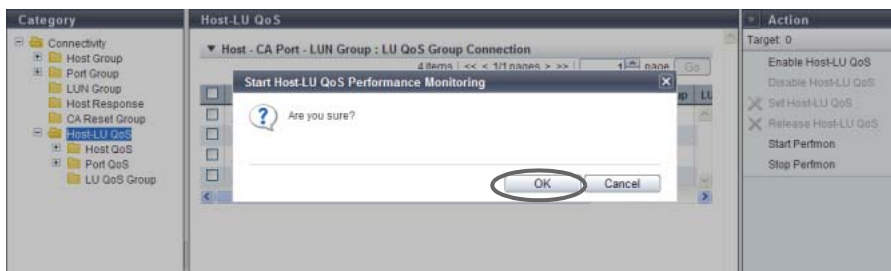 Category
Connectivity
Host Group
Port Group
LUN Group
Host Response
CA Reset Group
Host-LU QoS
Host QoS
Port QoS
LU QoS Group
Host-LU QoS
Host - CA Port - LUN Group : LU QoS Group Connection
4 items | << < 1/1 pages > >> | 1 page Go
Start Host-LU QoS Performance Monitoring
Are you sure?
OK Cancel
LU
Action
Target: 0
Enable Host-LU QoS
Disable Host-LU QoS
Set Host-LU QoS
Release Host-LU QoS
Start Perfmon
Stop Perfmon